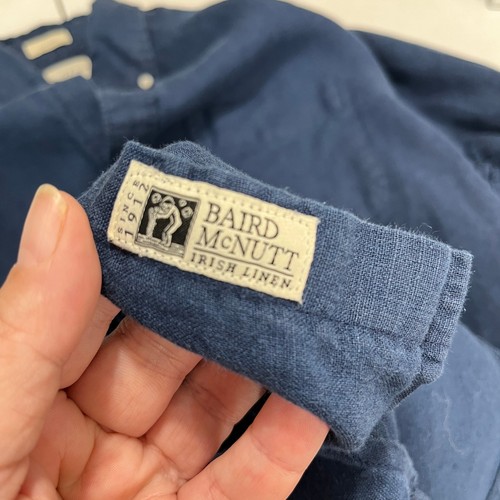 SINCE
1912
BAIRD
McNUTT
IRISH LINEN